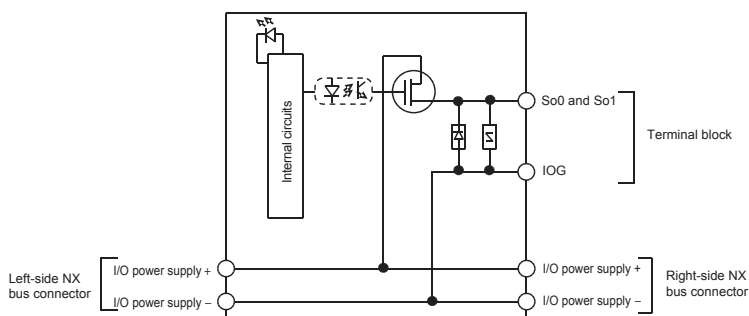 Internal circuits
So0 and So1
Terminal block
IOG
Left-side NX
bus connector
I/O power supply +
I/O power supply –
I/O power supply +
I/O power supply –
Right-side NX
bus connector